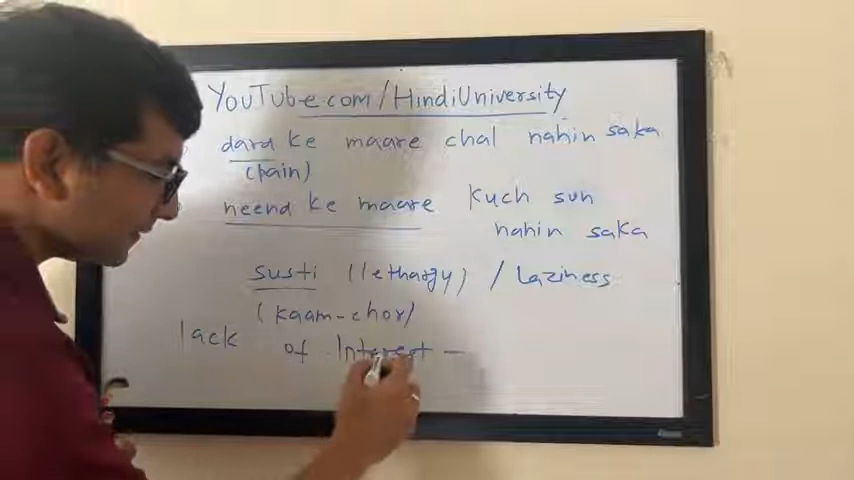 YouTube.com/HindiUniversity
dard ke maare chal nahin saka
(pain)
neend ke maare kuch sun
nahin saka
susti (lethargy) / Laziness
(kaam-chor/
lack of Interest -